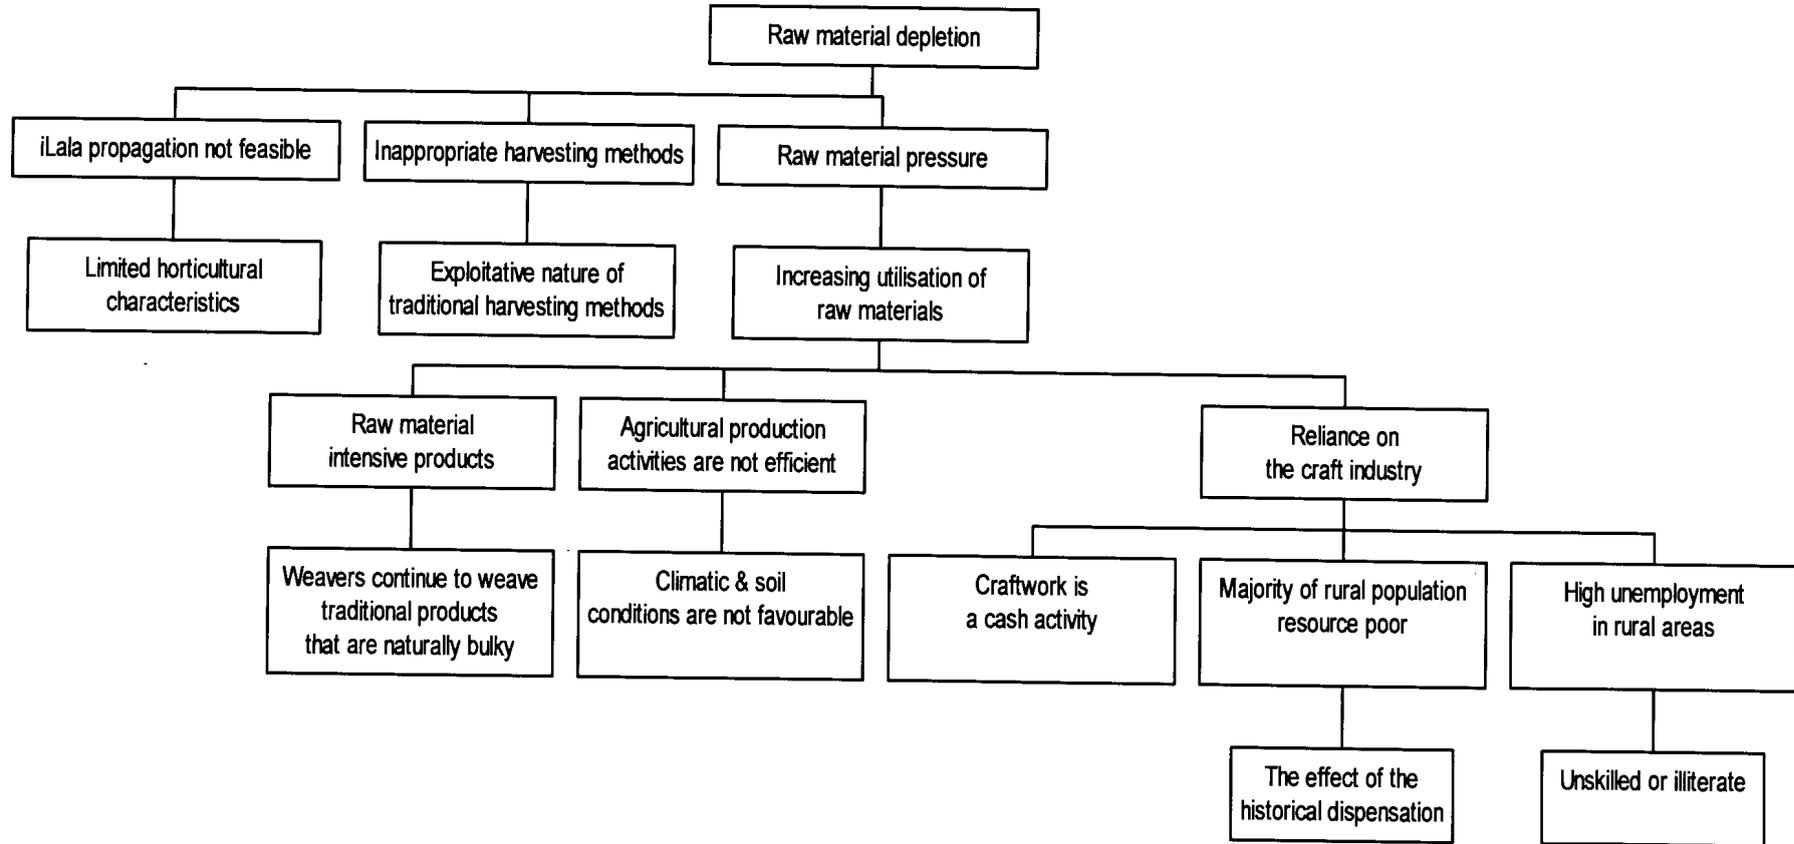 Raw material depletion
iLala propagation not feasible
Inappropriate harvesting methods
Raw material pressure
Limited horticultural
characteristics
Exploitative nature of
traditional harvesting methods
Increasing utilisation of
raw materials
Raw material
intensive products
Agricultural production
activities are not efficient
Reliance on
the craft industry
Weavers continue to weave
traditional products
that are naturally bulky
Climatic & soil
conditions are not favourable
Craftwork is
a cash activity
Majority of rural population
resource poor
High unemployment
in rural areas
The effect of the
historical dispensation
Unskilled or illiterate